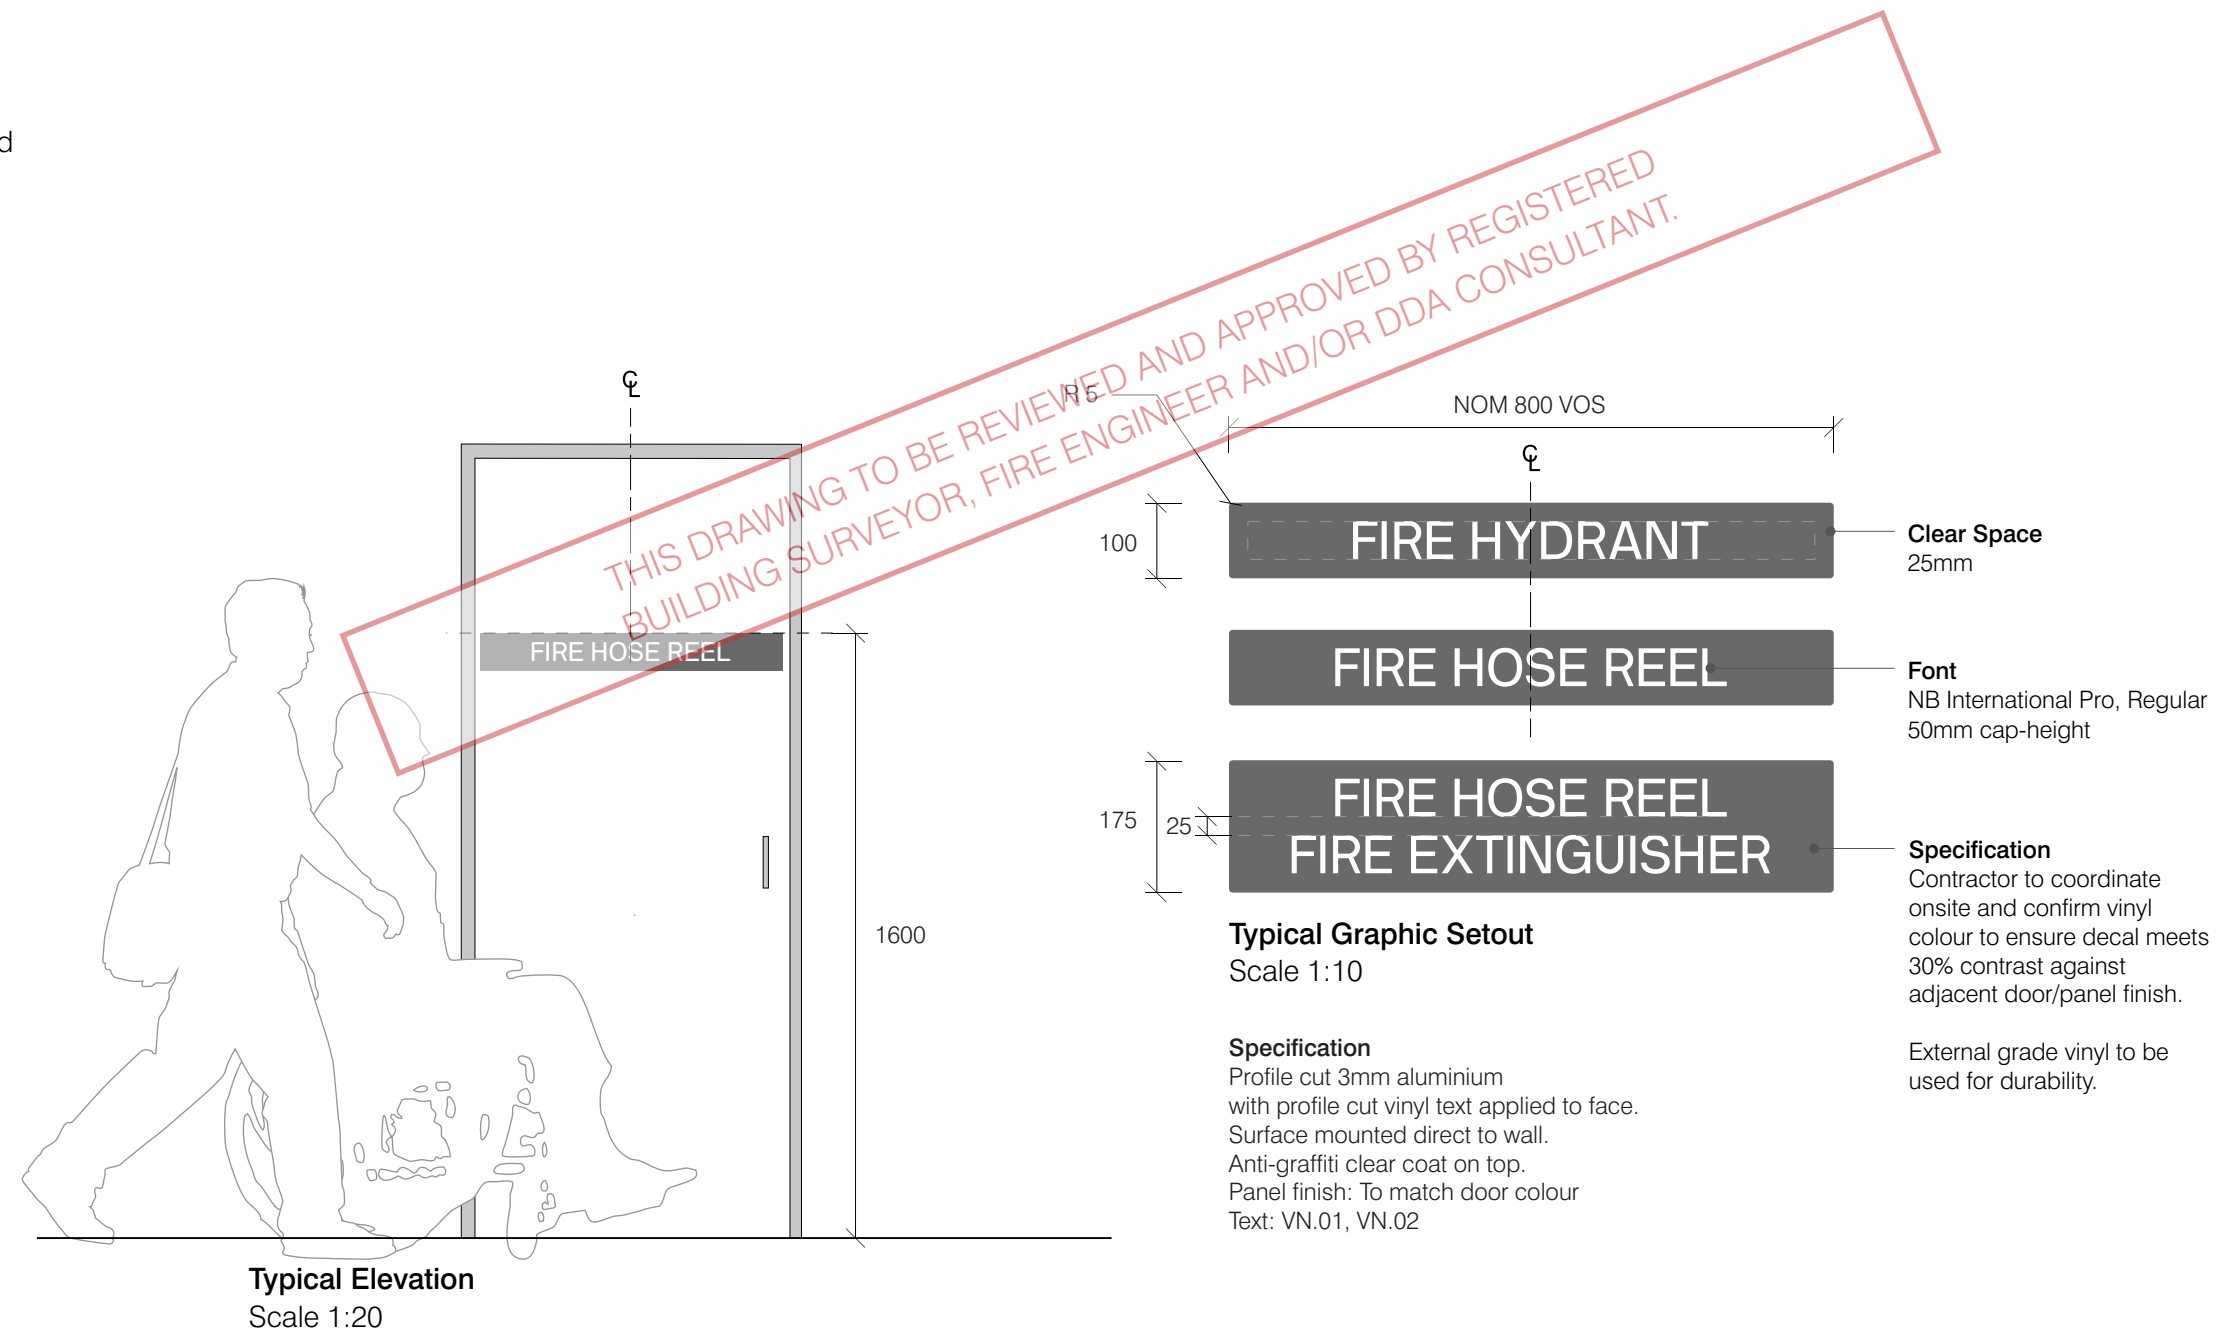 d
THIS DRAWING TO BE REVIEWED AND APPROVED BY REGISTERED
BUILDING SURVEYOR, FIRE ENGINEER AND/OR DDA CONSULTANT.
℄
FIRE HOSE REEL
1600
Typical Elevation
Scale 1:20
R 5
NOM 800 VOS
℄
100
FIRE HYDRANT
FIRE HOSE REEL
175
25
FIRE HOSE REEL
FIRE EXTINGUISHER
Typical Graphic Setout
Scale 1:10
Specification
Profile cut 3mm aluminium
with profile cut vinyl text applied to face.
Surface mounted direct to wall.
Anti-graffiti clear coat on top.
Panel finish: To match door colour
Text: VN.01, VN.02
Clear Space
25mm
Font
NB International Pro, Regular
50mm cap-height
Specification
Contractor to coordinate
onsite and confirm vinyl
colour to ensure decal meets
30% contrast against
adjacent door/panel finish.
External grade vinyl to be
used for durability.